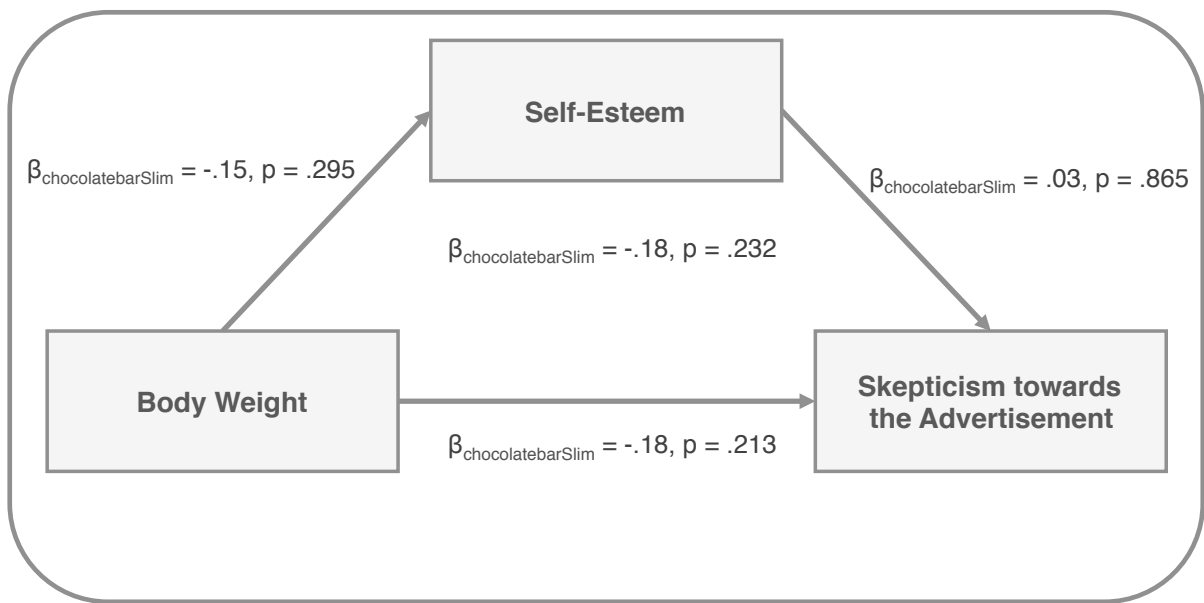 Self-Esteem
βchocolatebarSlim = -.15, p = .295
βchocolatebarSlim = .03, p = .865
βchocolatebarSlim = -.18, p = .232
Body Weight
Skepticism towards
the Advertisement
βchocolatebarSlim = -.18, p = .213